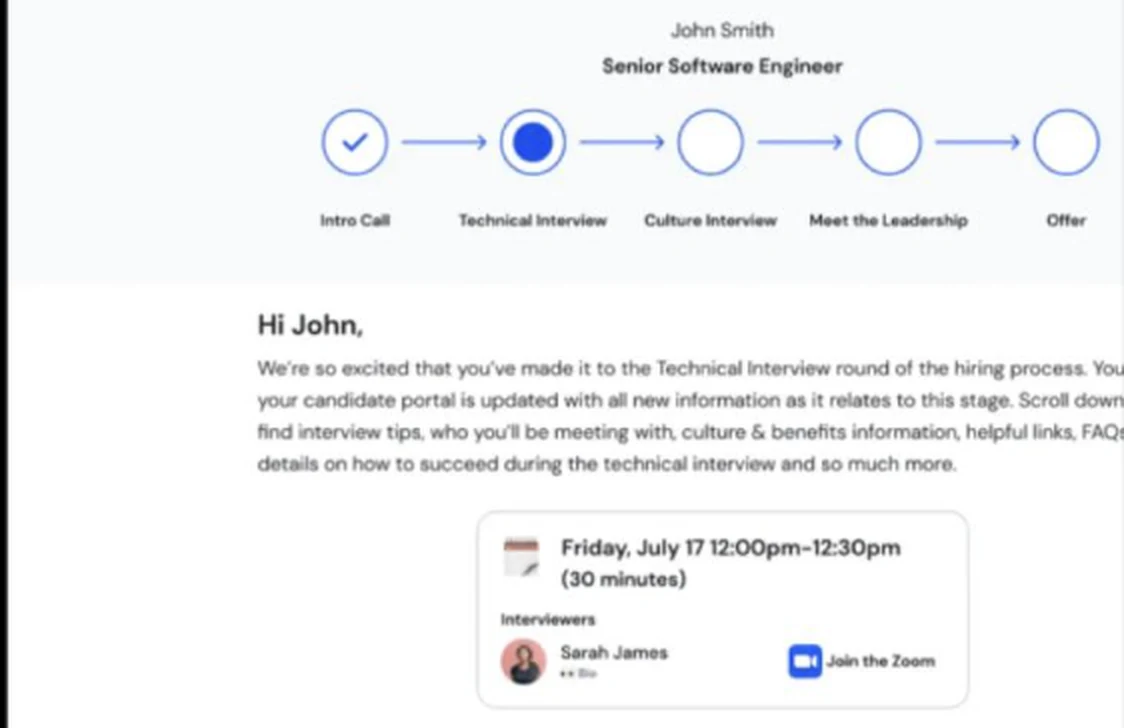 John Smith
Senior Software Engineer
Intro Call
Technical Interview
Culture Interview
Meet the Leadership
Offer
Hi John,
We're so excited that you've made it to the Technical Interview round of the hiring process. You
your candidate portal is updated with all new information as it relates to this stage. Scroll down
find interview tips, who you'll be meeting with, culture & benefits information, helpful links, FAQs
details on how to succeed during the technical interview and so much more.
Friday, July 17 12:00pm-12:30pm
(30 minutes)
Interviewers
Sarah James
Bio
Join the Zoom